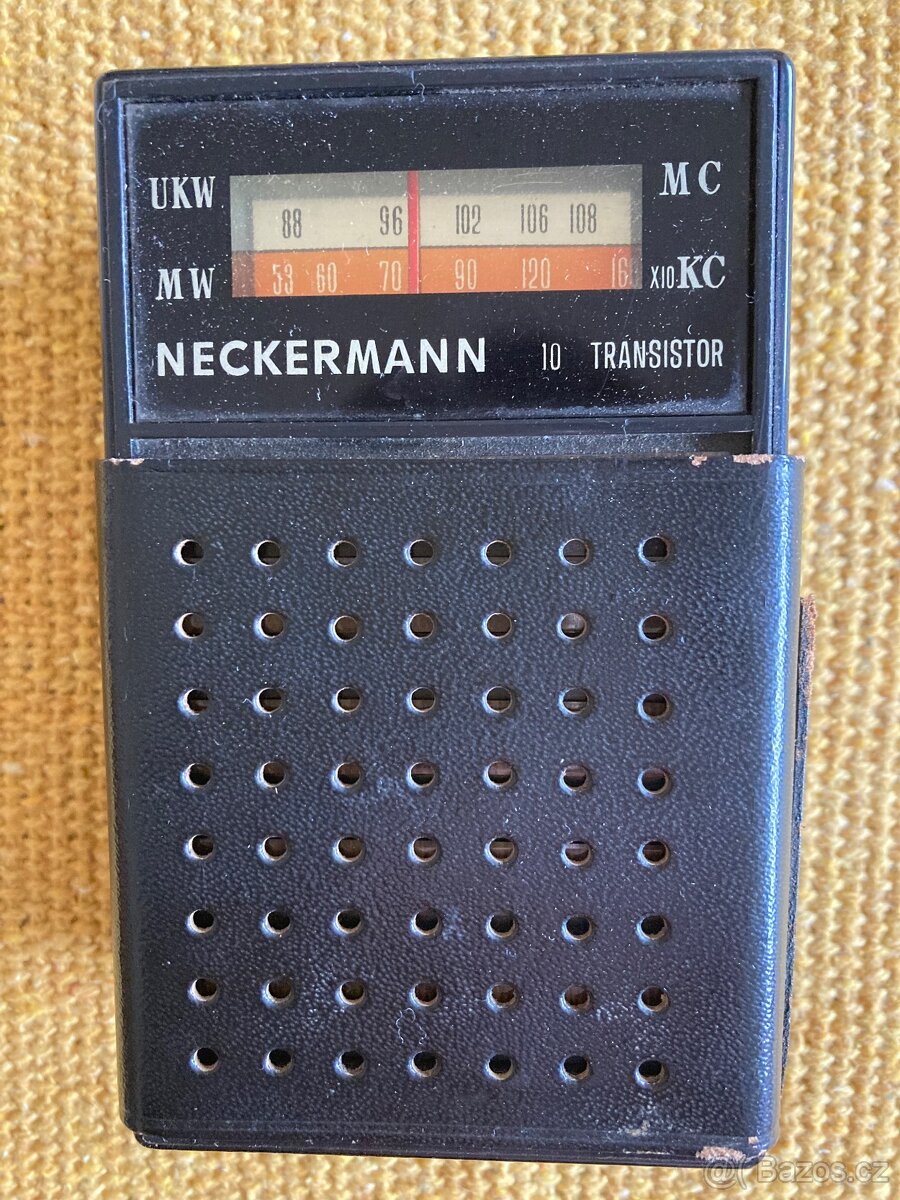 UKW 88 96 102 106 108 MC
MW 53 60 70 90 120 16 X10 KC
NECKERMANN 10 TRANSISTOR
Bazos.cz